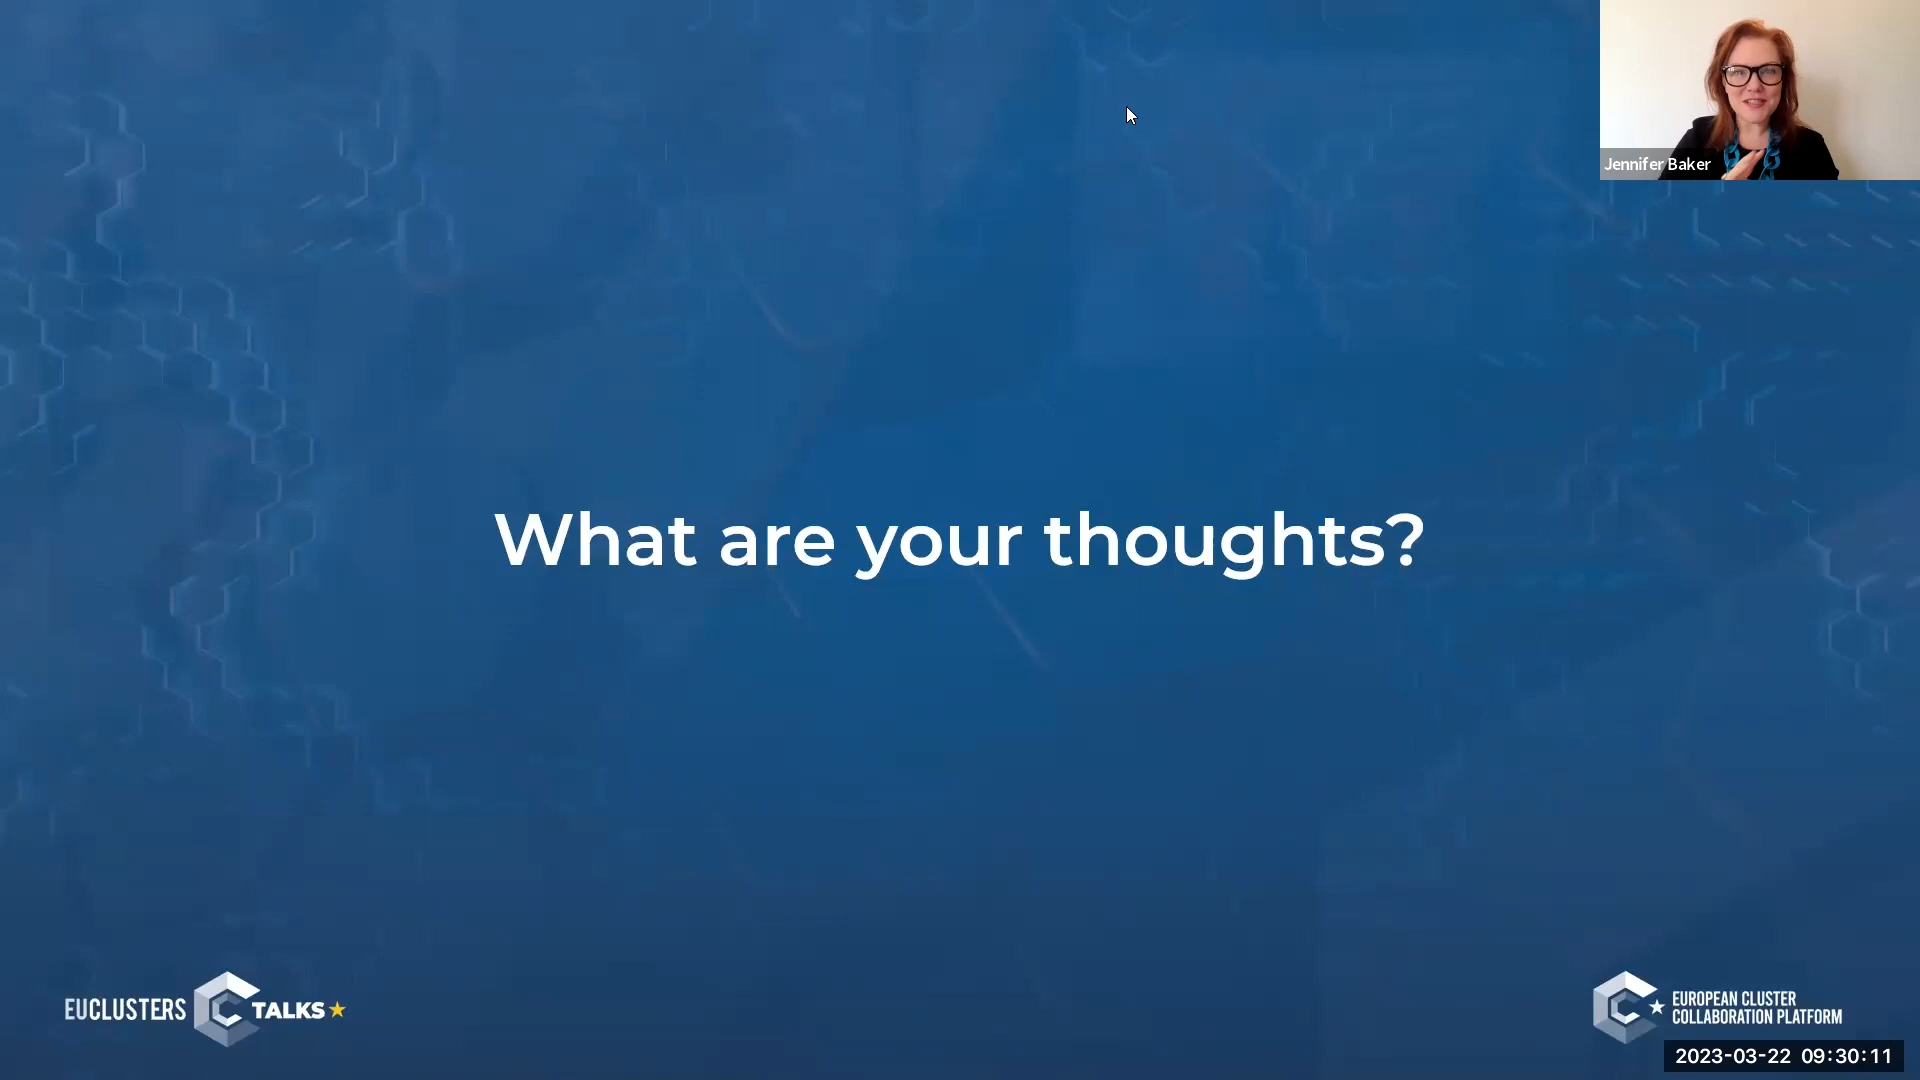 Jennifer Baker
What are your thoughts?
EUCLUSTERS TALKS
EUROPEAN CLUSTER
COLLABORATION PLATFORM
2023-03-22 09:30:11